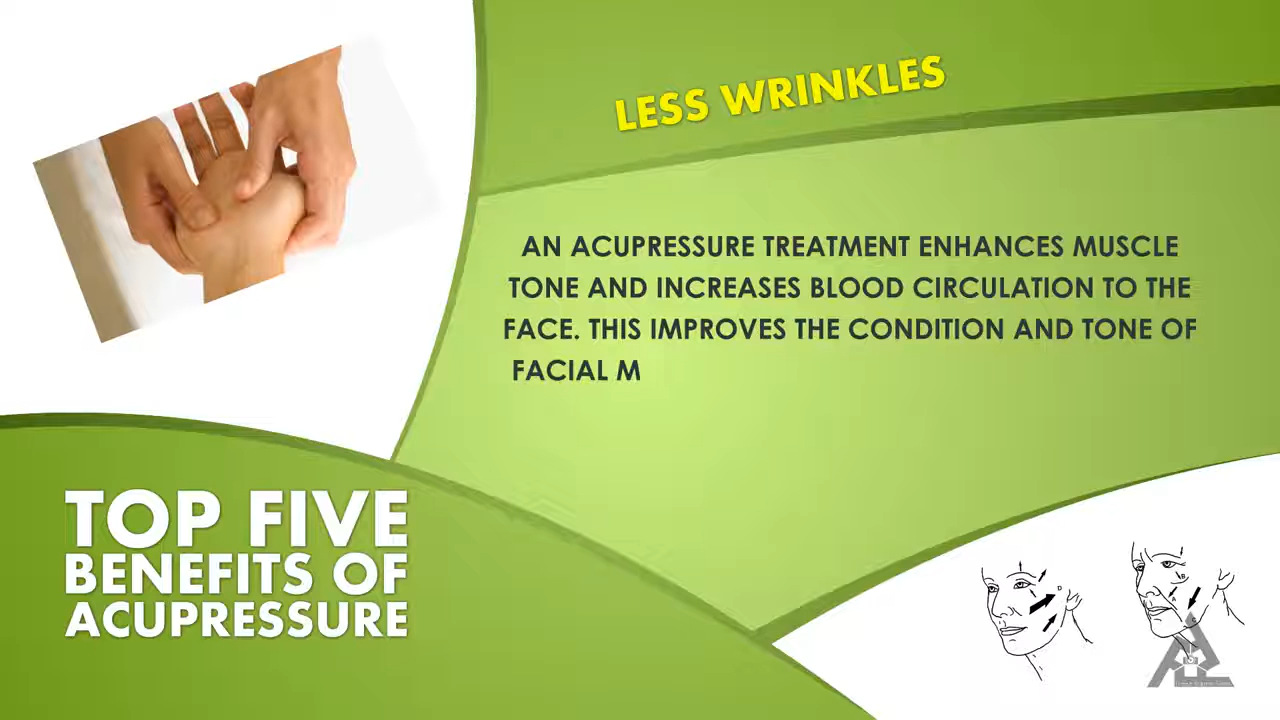 LESS WRINKLES
AN ACUPRESSURE TREATMENT ENHANCES MUSCLE
TONE AND INCREASES BLOOD CIRCULATION TO THE
FACE. THIS IMPROVES THE CONDITION AND TONE OF
FACIAL M
TOP FIVE
BENEFITS OF
ACUPRESSURE